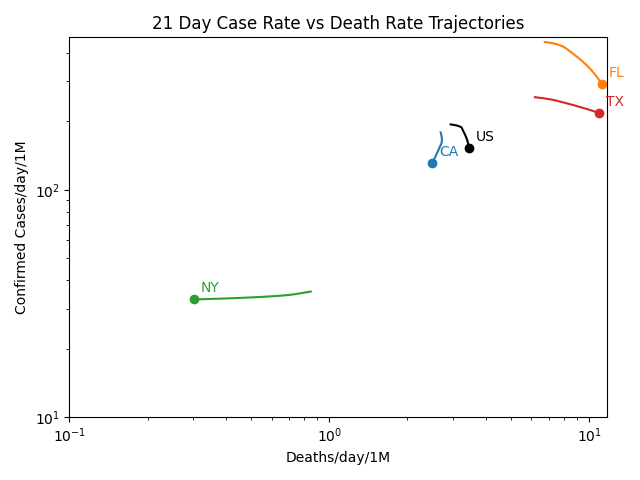 21 Day Case Rate vs Death Rate Trajectories
FL
TX
US
CA
NY
Confirmed Cases/day/1M
10²
10¹
10⁻¹
10⁰
10¹
Deaths/day/1M